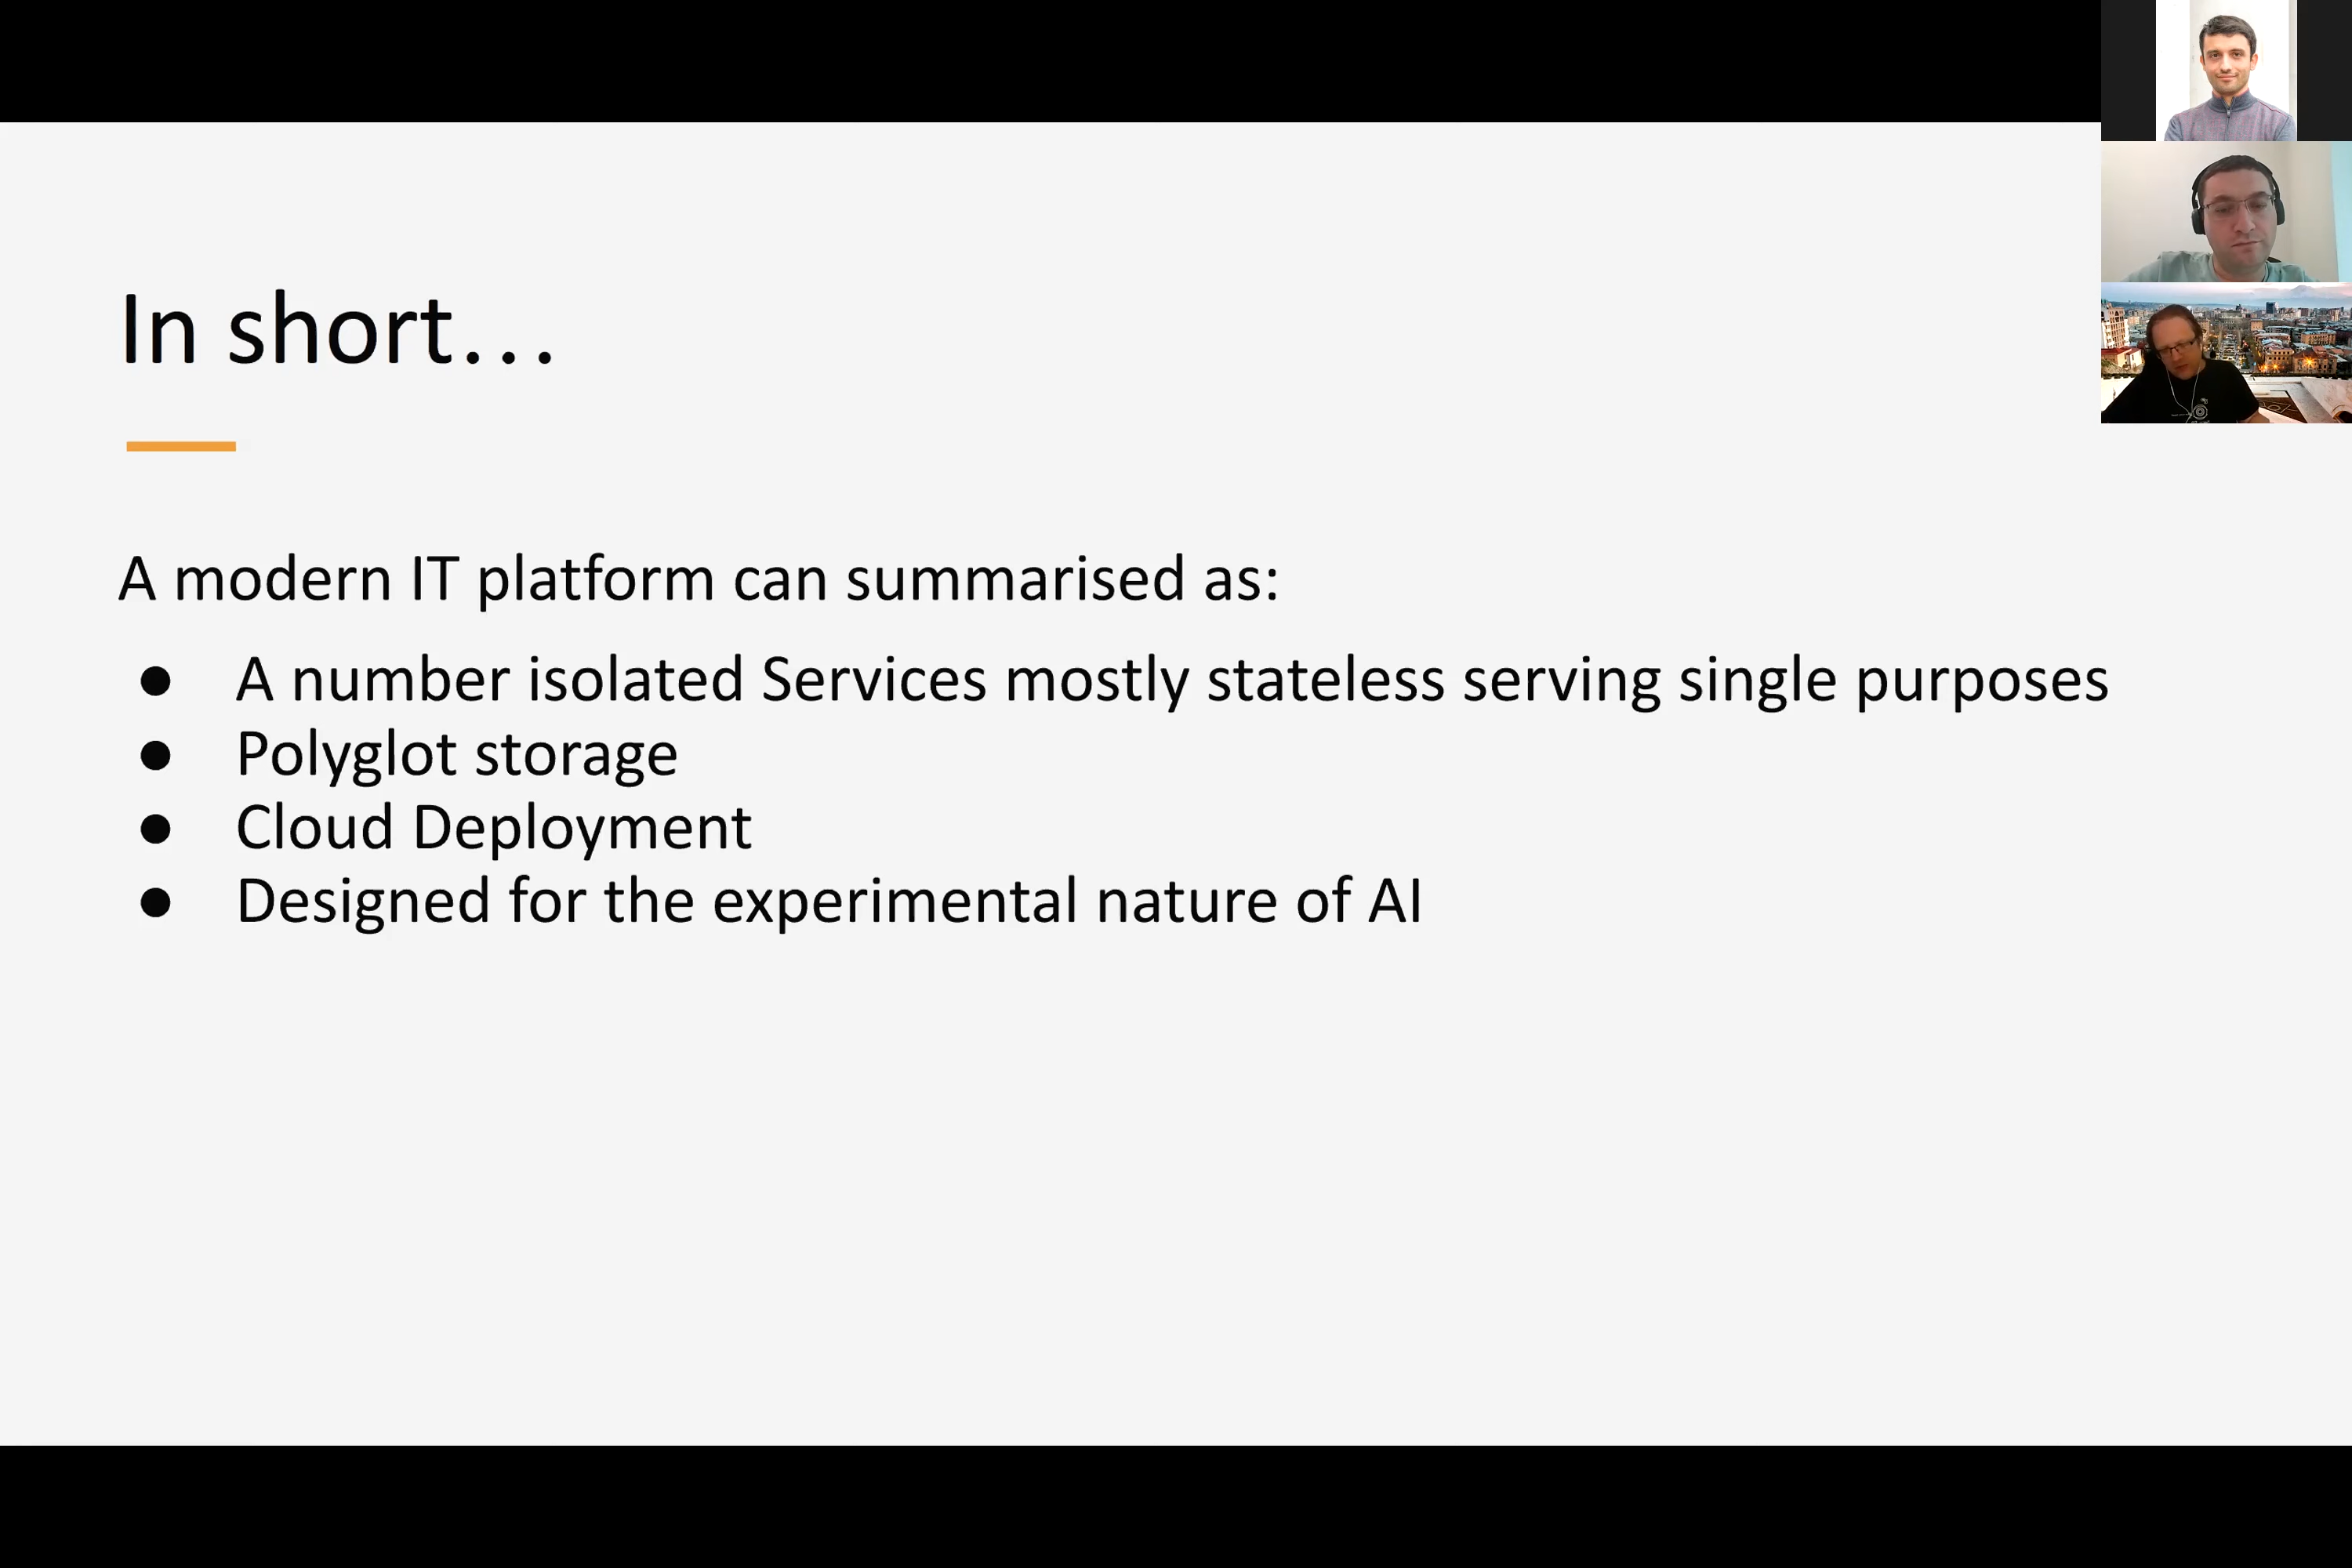 In short…
A modern IT platform can summarised as:
● A number isolated Services mostly stateless serving single purposes
● Polyglot storage
● Cloud Deployment
● Designed for the experimental nature of AI